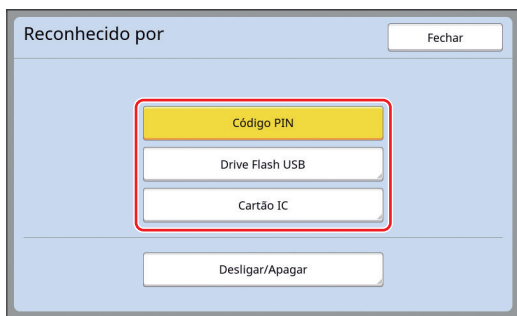 Reconhecido por
Fechar
Código PIN
Drive Flash USB
Cartão IC
Desligar/Apagar